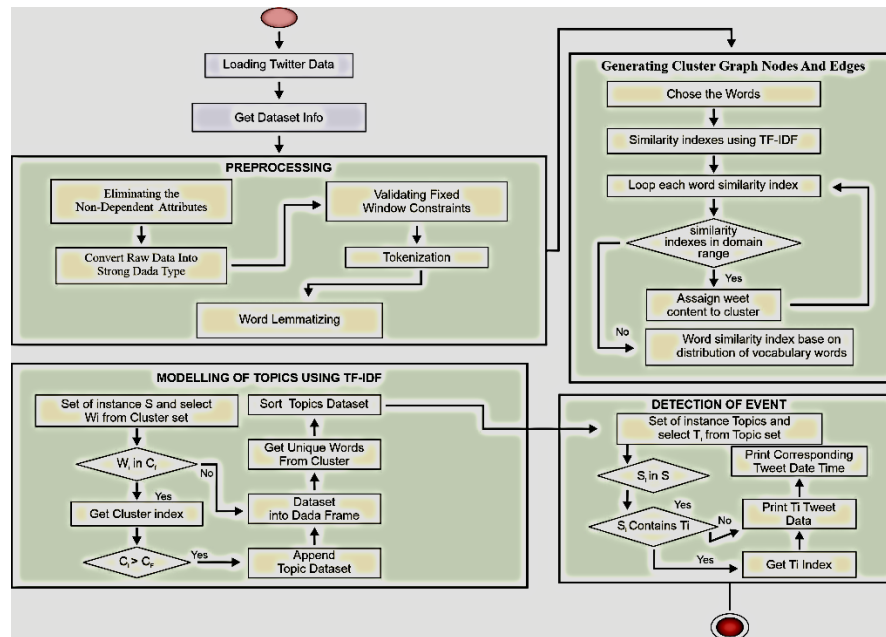 Loading Twitter Data
Get Dataset Info
PREPROCESSING
Eliminating the
Non-Dependent Attributes
Convert Raw Data Into
Strong Dada Type
Validating Fixed
Window Constraints
Tokenization
Word Lemmatizing
Generating Cluster Graph Nodes And Edges
Chose the Words
Similarity indexes using TF-IDF
Loop each word similarity index
similarity
indexes in domain
range
Yes
Assaign weet
content to cluster
No
Word similarity index base on
distribution of vocabulary words
MODELLING OF TOPICS USING TF-IDF
Set of instance S and select
Wi from Cluster set
Wi in Ci
No
Yes
Get Cluster index
Ci > CF
Yes
Append
Topic Dataset
Dataset
into Dada Frame
Get Unique Words
From Cluster
Sort Topics Dataset
DETECTION OF EVENT
Set of instance Topics and
select Ti from Topic set
Si in S
Si Contains Ti
Yes
No
Yes
Get Ti Index
Print Ti Tweet
Data
Print Corresponding
Tweet Date Time